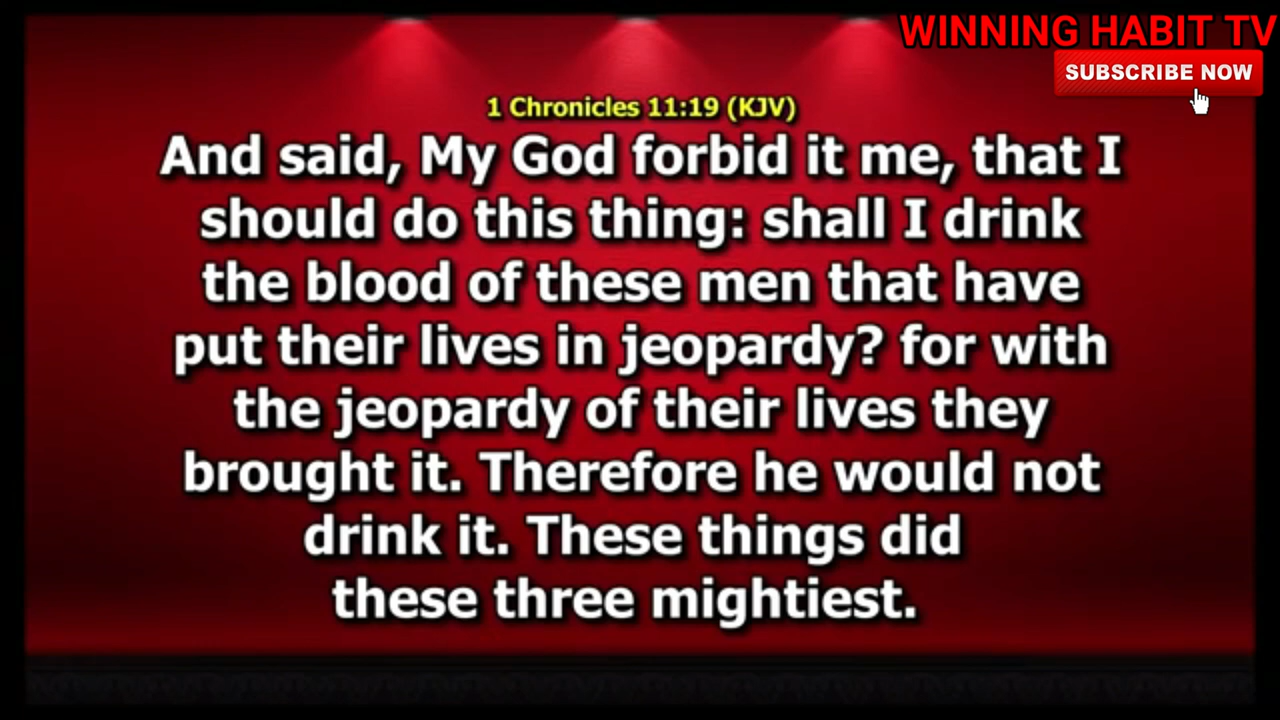 WINNING HABIT TV
SUBSCRIBE NOW
1 Chronicles 11:19 (KJV)
And said, My God forbid it me, that I
should do this thing: shall I drink
the blood of these men that have
put their lives in jeopardy? for with
the jeopardy of their lives they
brought it. Therefore he would not
drink it. These things did
these three mightiest.